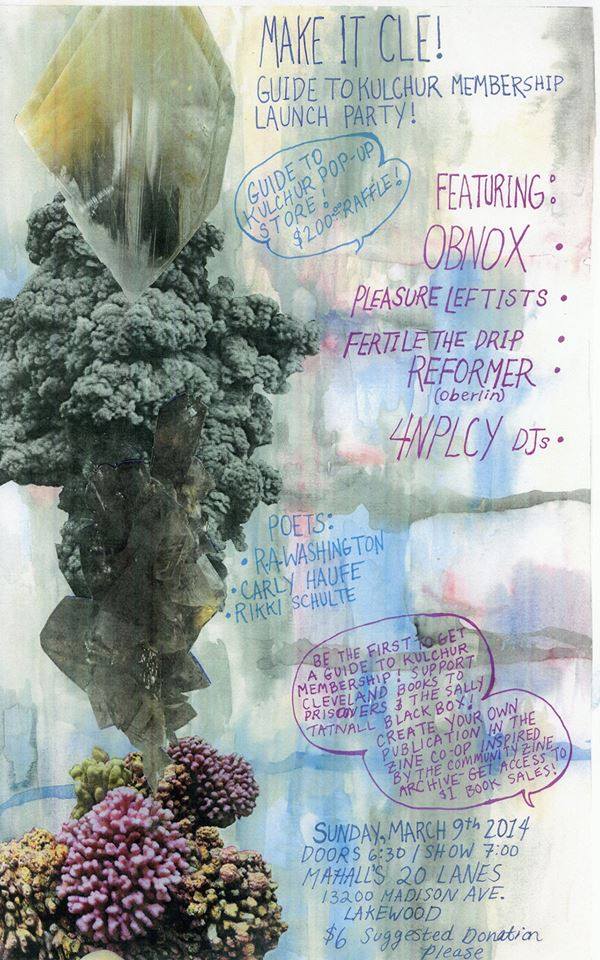 MAKE IT CLE!
GUIDE TO KULCHUR MEMBERSHIP
LAUNCH PARTY!
GUIDE TO
KULCHUR POP-UP
STORE!
$200.00 RAFFLE!
FEATURING:
OBNOX •
PLEASURE LEFTISTS •
FERTILE THE DRIP •
REFORMER •
(oberlin)
4NPLCY DJs •
POETS:
• R.A. WASHINGTON
• CARLY HAUFE
• RIKKI SCHULTE
BE THE FIRST TO GET
A GUIDE TO KULCHUR
MEMBERSHIP! SUPPORT
CLEVELAND BOOKS TO
PRISONERS & THE SALLY
TATNALL BLACK BOX!
CREATE YOUR OWN
PUBLICATION IN THE
ZINE CO-OP INSPIRED
BY THE COMMUNITY ZINE
ARCHIVE- GET ACCESS TO
$1 BOOK SALES!
SUNDAY, MARCH 9th 2014
DOORS 6:30 / SHOW 7:00
MAHALL'S 20 LANES
13200 MADISON AVE.
LAKEWOOD
$6 Suggested Donation
Please